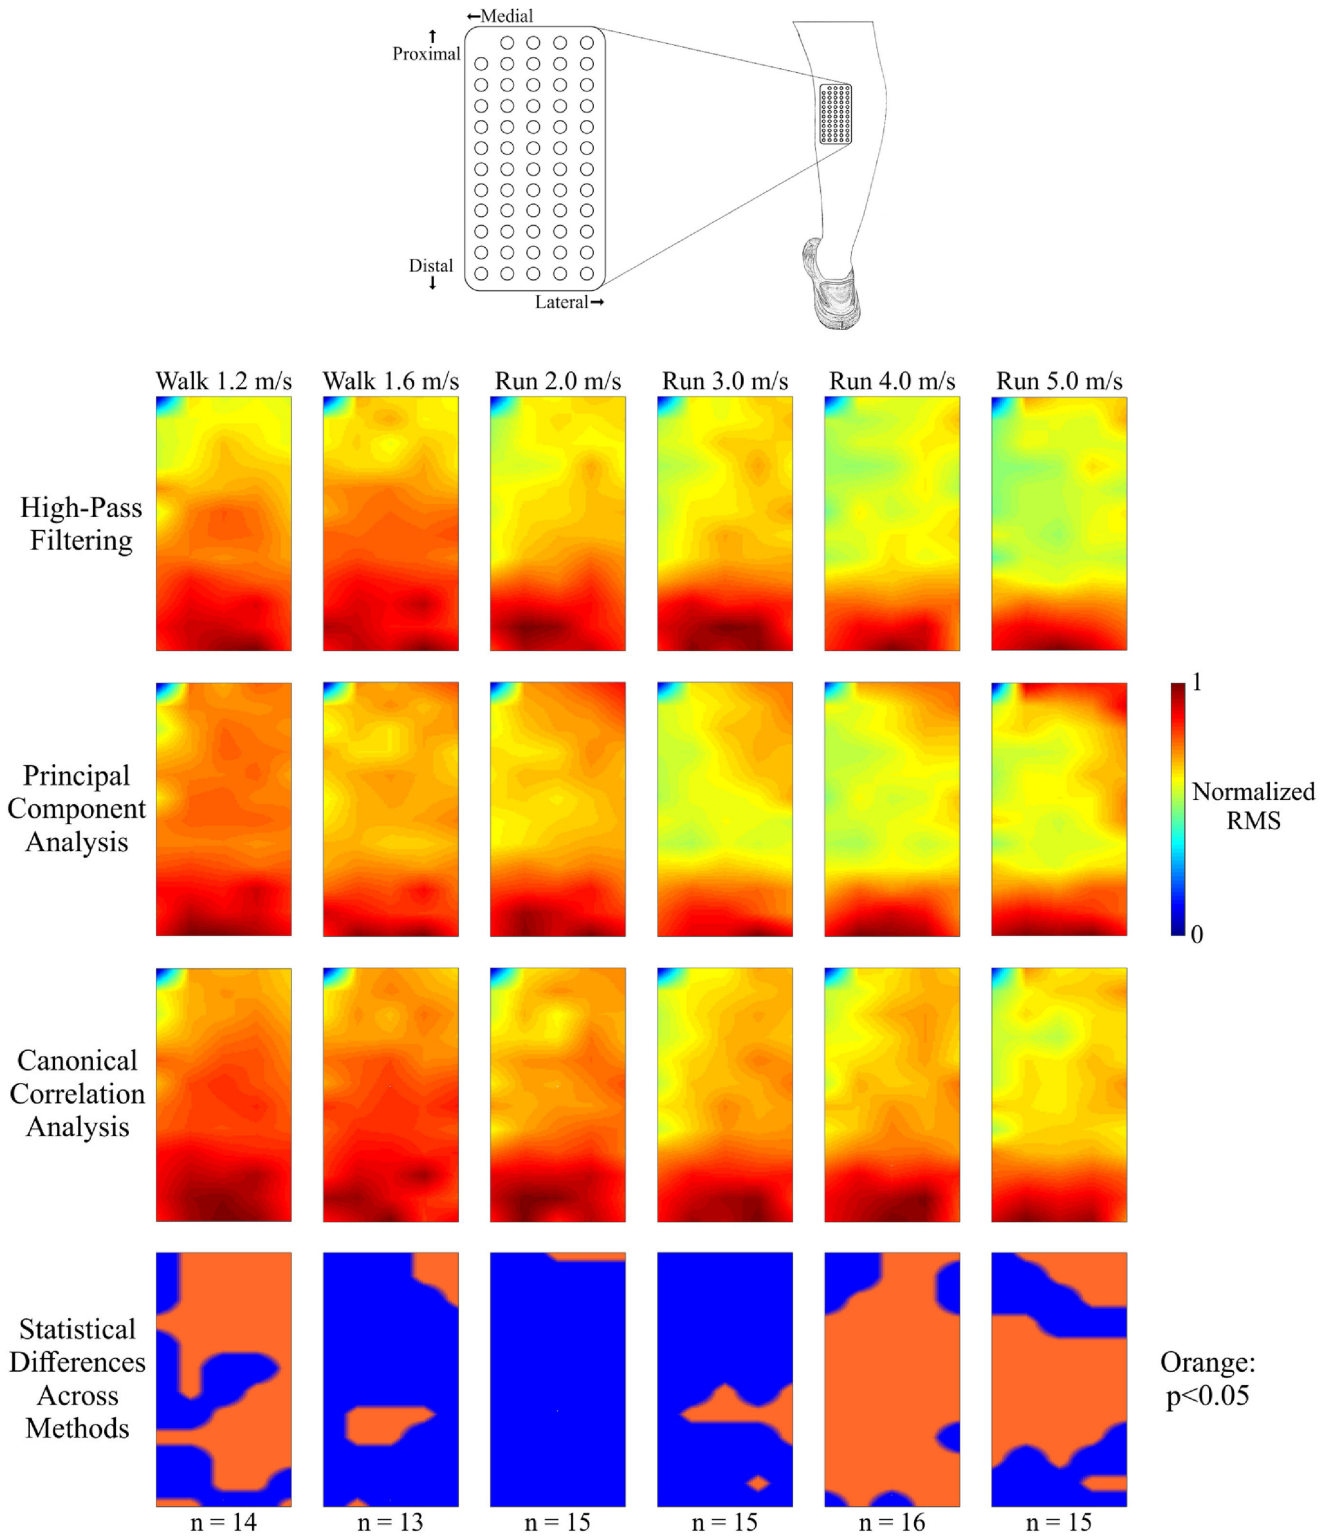 ←Medial
↑
Proximal
Distal
↓
Lateral→
Walk 1.2 m/s Walk 1.6 m/s Run 2.0 m/s Run 3.0 m/s Run 4.0 m/s Run 5.0 m/s
High-Pass
Filtering
Principal
Component
Analysis
1
Normalized
RMS
0
Canonical
Correlation
Analysis
Statistical
Differences
Across
Methods
Orange:
p<0.05
n = 14 n = 13 n = 15 n = 15 n = 16 n = 15